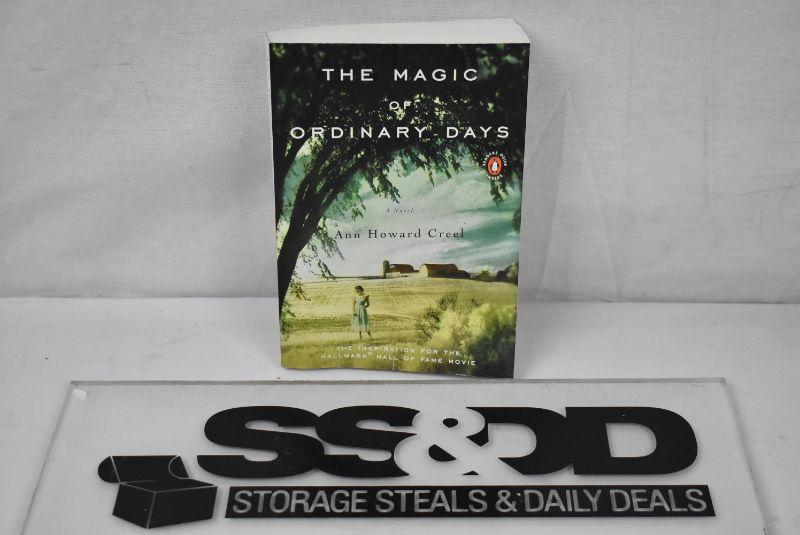 THE MAGIC
OF
ORDINARY DAYS
A Novel
Ann Howard Creel
THE INSPIRATION FOR THE
HALLMARK™ HALL OF FAME MOVIE
SS&DD
STORAGE STEALS & DAILY DEALS